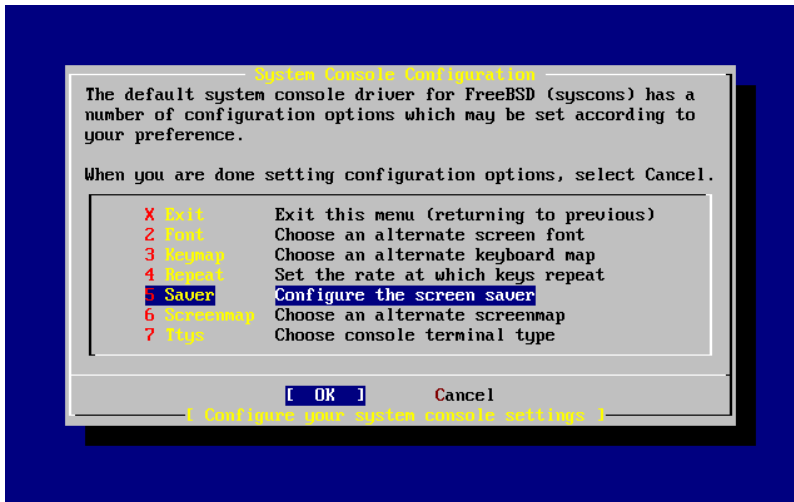 System Console Configuration
The default system console driver for FreeBSD (syscons) has a
number of configuration options which may be set according to
your preference.
When you are done setting configuration options, select Cancel.
X Exit Exit this menu (returning to previous)
2 Font Choose an alternate screen font
3 Keymap Choose an alternate keyboard map
4 Repeat Set the rate at which keys repeat
5 Saver Configure the screen saver
6 Screenmap Choose an alternate screenmap
7 Ttys Choose console terminal type
[ OK ] Cancel
[ Configure your system console settings ]